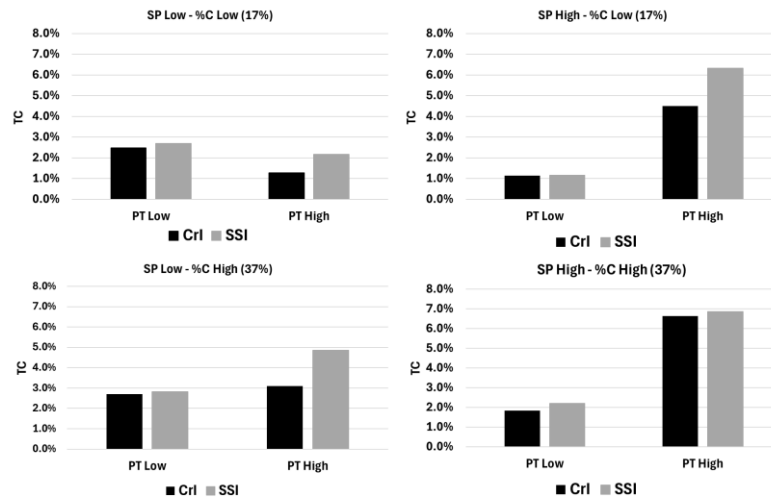 SP Low - %C Low (17%)
8.0%
7.0%
6.0%
5.0%
4.0%
3.0%
2.0%
1.0%
0.0%
TC
PT Low PT High
CrI SSI
SP High - %C Low (17%)
8.0%
7.0%
6.0%
5.0%
4.0%
3.0%
2.0%
1.0%
0.0%
TC
PT Low PT High
CrI SSI
SP Low - %C High (37%)
8.0%
7.0%
6.0%
5.0%
4.0%
3.0%
2.0%
1.0%
0.0%
TC
PT Low PT High
CrI SSI
SP High - %C High (37%)
8.0%
7.0%
6.0%
5.0%
4.0%
3.0%
2.0%
1.0%
0.0%
TC
PT Low PT High
CrI SSI